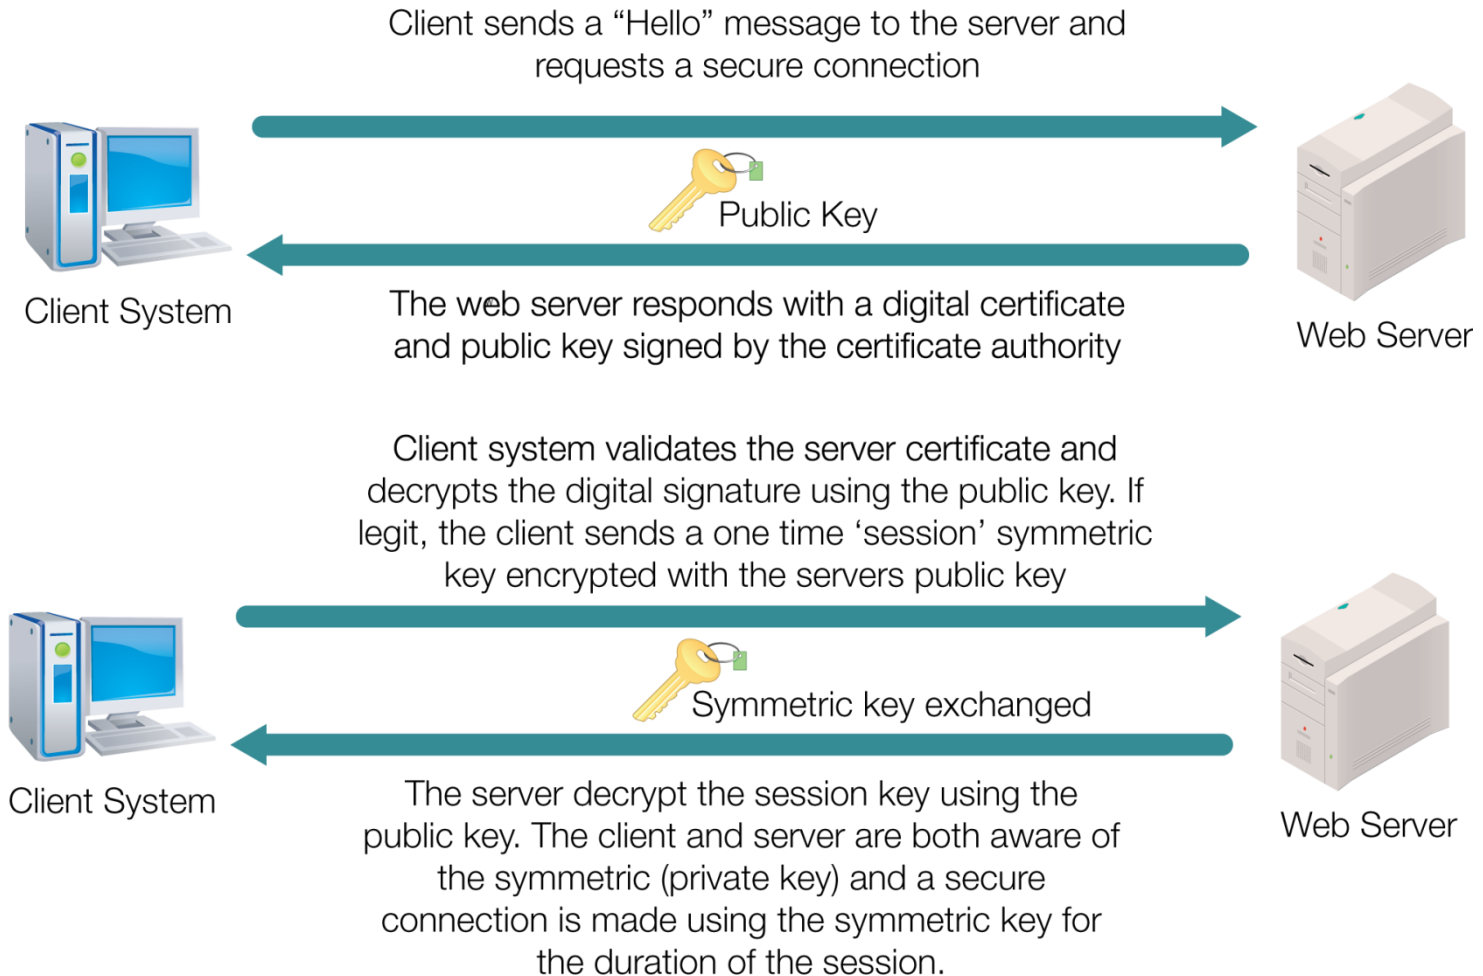 Client sends a “Hello” message to the server and
requests a secure connection
Public Key
Client System
The web server responds with a digital certificate
and public key signed by the certificate authority
Web Server
Client system validates the server certificate and
decrypts the digital signature using the public key. If
legit, the client sends a one time ‘session’ symmetric
key encrypted with the servers public key
Symmetric key exchanged
Client System
The server decrypt the session key using the
public key. The client and server are both aware of
the symmetric (private key) and a secure
connection is made using the symmetric key for
the duration of the session.
Web Server